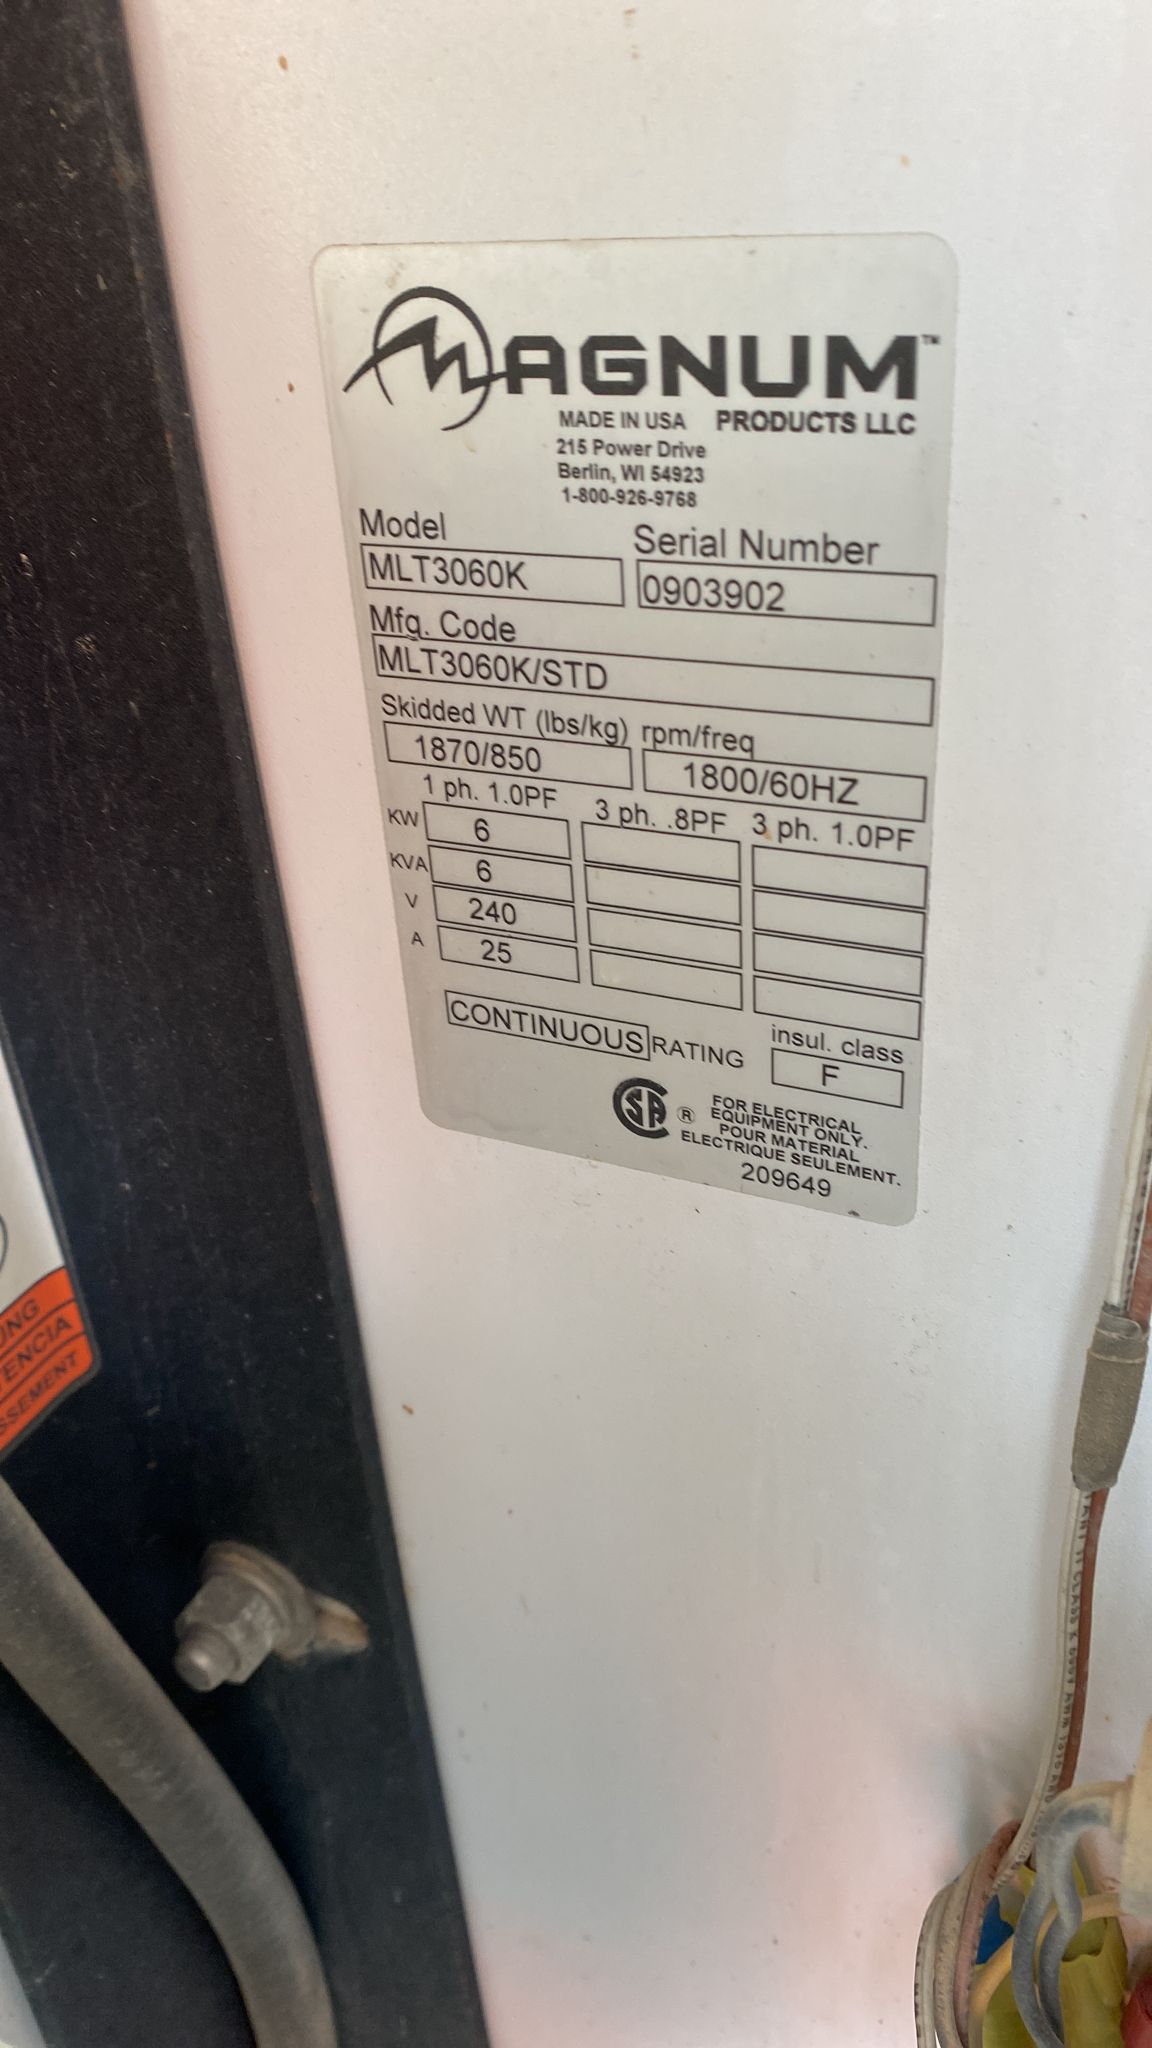 MAGNUM™
MADE IN USA PRODUCTS LLC
215 Power Drive
Berlin, WI 54923
1-800-926-9768
Model Serial Number
MLT3060K 0903902
Mfg. Code
MLT3060K/STD
Skidded WT (lbs/kg) rpm/freq
1870/850 1800/60HZ
1 ph. 1.0PF 3 ph. .8PF 3 ph. 1.0PF
KW 6
KVA 6
V 240
A 25
CONTINUOUS RATING insul. class
F
SA ® FOR ELECTRICAL
EQUIPMENT ONLY.
POUR MATERIAL
ELECTRIQUE SEULEMENT.
209649